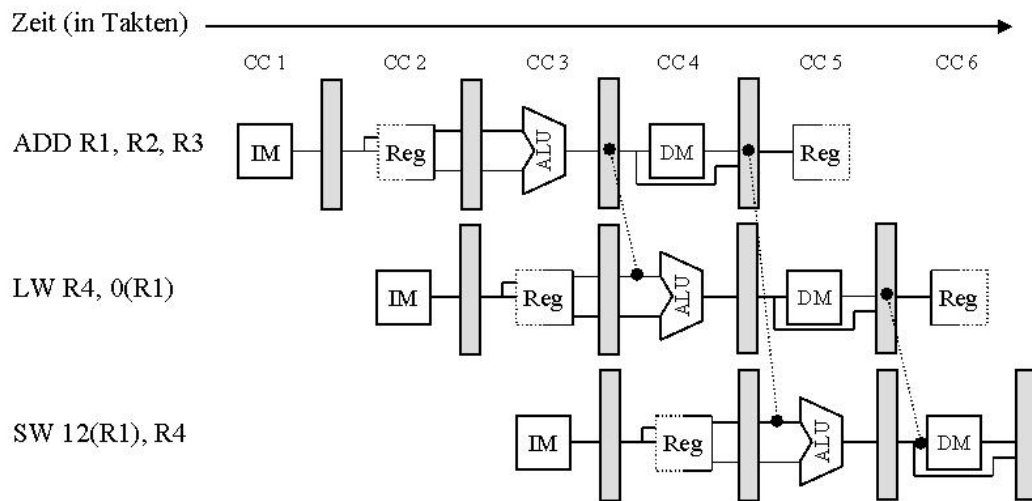 Zeit (in Takten)
CC 1 CC 2 CC 3 CC 4 CC 5 CC 6
ADD R1, R2, R3 IM Reg ALU DM Reg
LW R4, 0(R1) IM Reg ALU DM Reg
SW 12(R1), R4 IM Reg ALU DM